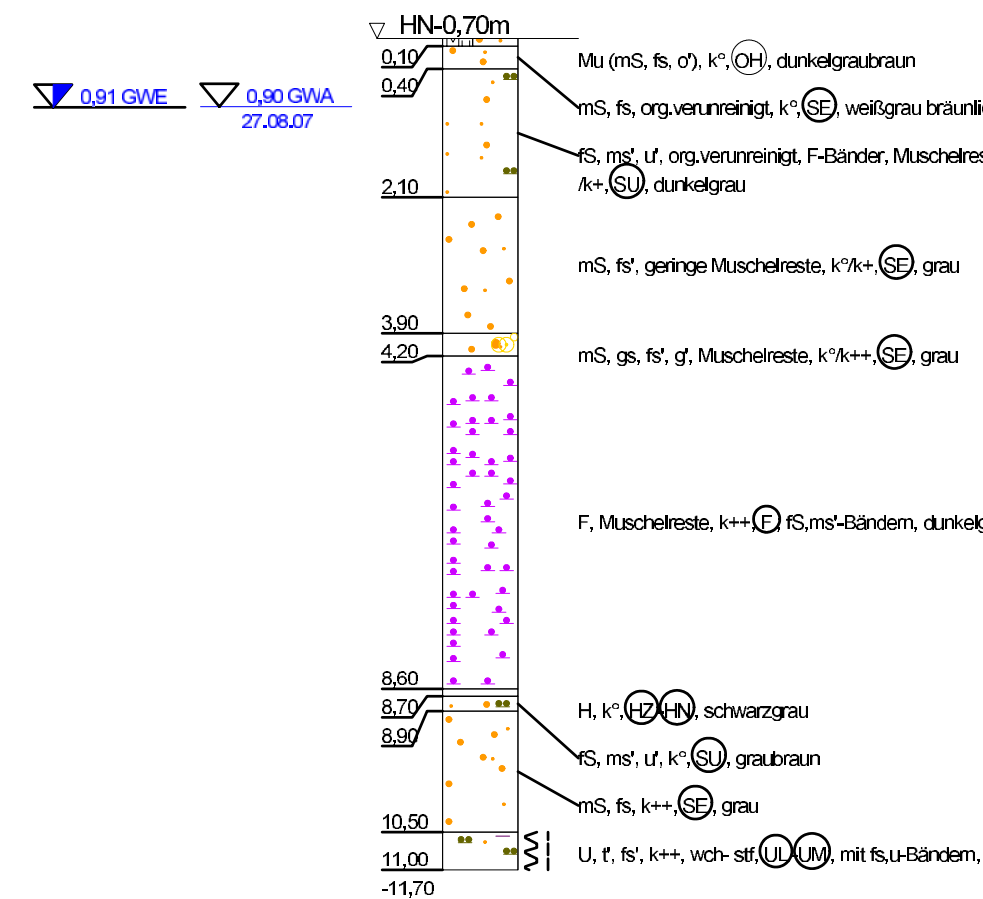 HN-0,70m
0,10
0,40
0,91 GWE
0,90 GWA
27.08.07
2,10
3,90
4,20
8,60
8,70
8,90
10,50
11,00
-11,70
Mu (mS, fs, o'), k°, OH, dunkelgraubraun
mS, fs, org.verunreinigt, k°, SE, weißgrau bräunli
fS, ms', u', org.verunreinigt, F-Bänder, Muschelres
/k+, SU, dunkelgrau
mS, fs', geringe Muschelreste, k°/k+, SE, grau
mS, gs, fs', g', Muschelreste, k°/k++, SE, grau
F, Muschelreste, k++, F, fS,ms'-Bändern, dunkelg
H, k°, HZ-HN, schwarzgrau
fS, ms', u', k°, SU, graubraun
mS, fs, k++, SE, grau
U, t', fs', k++, wch- stf, UL-UM, mit fs,u-Bändern,